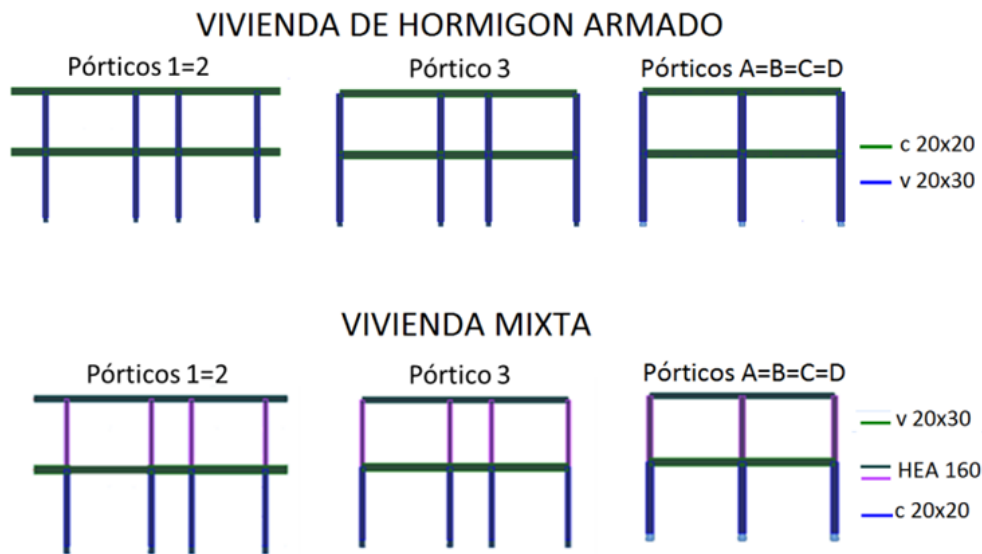 VIVIENDA DE HORMIGON ARMADO
Pórticos 1=2
Pórtico 3
Pórticos A=B=C=D
c 20x20
v 20x30
VIVIENDA MIXTA
Pórticos 1=2
Pórtico 3
Pórticos A=B=C=D
v 20x30
HEA 160
c 20x20